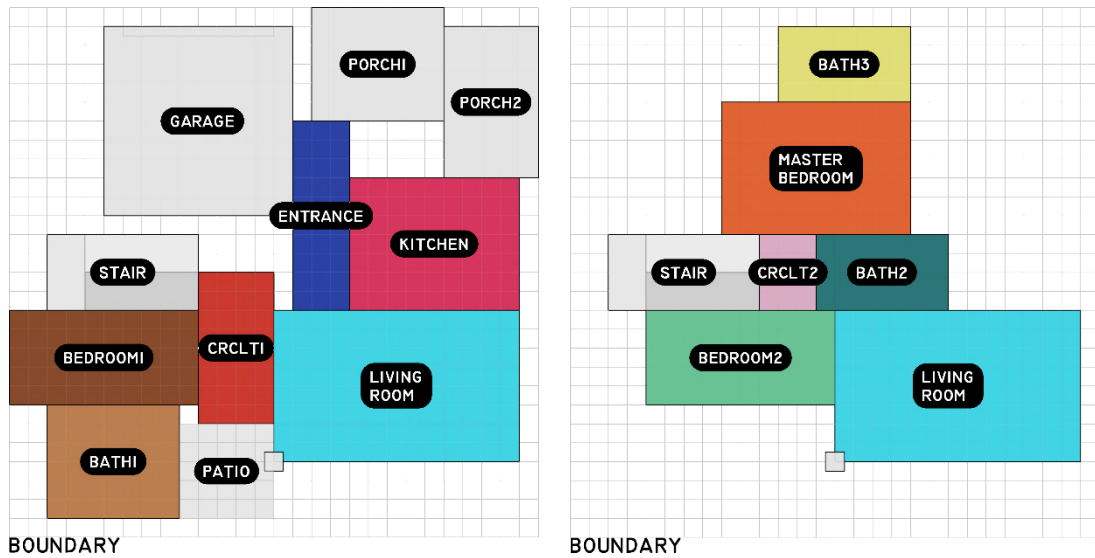 PORCH1
PORCH2
GARAGE
ENTRANCE
KITCHEN
STAIR
CRCLT1
BEDROOM1
LIVING
ROOM
BATH1
PATIO
BOUNDARY
BATH3
MASTER
BEDROOM
STAIR
CRCLT2
BATH2
BEDROOM2
LIVING
ROOM
BOUNDARY